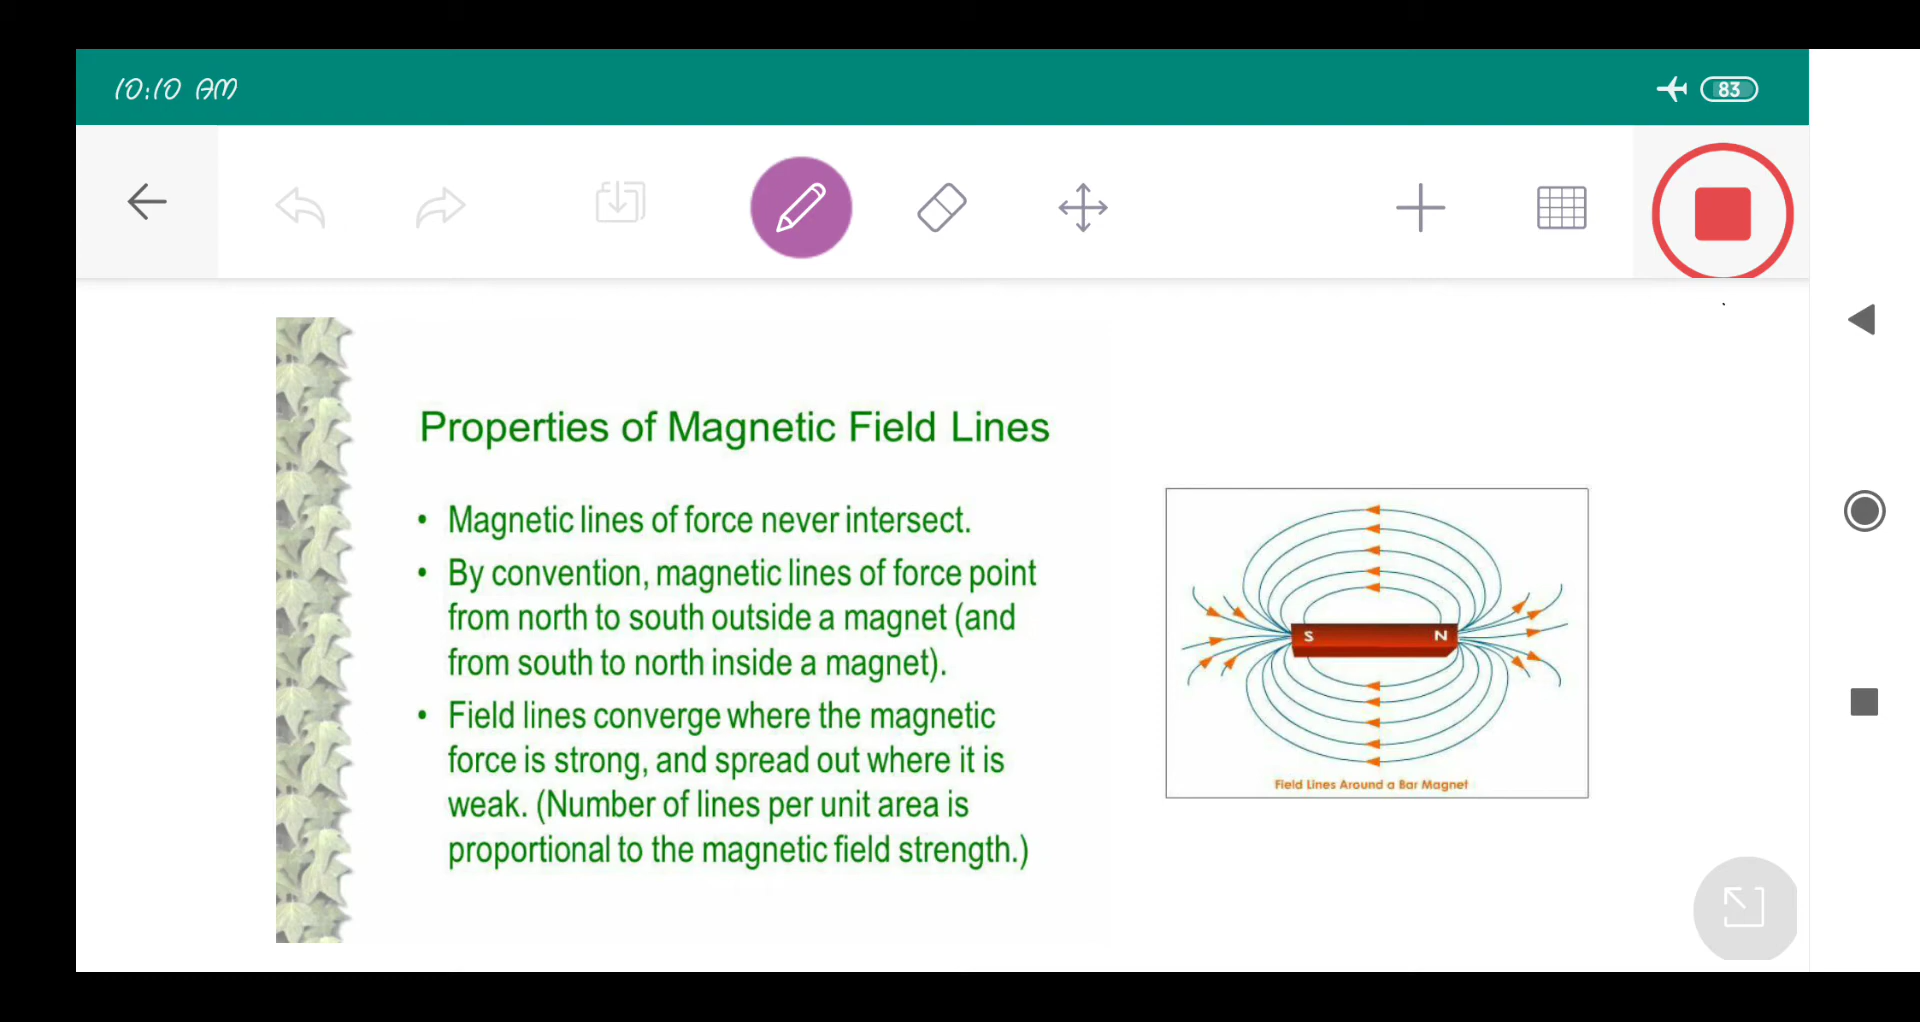 10:10 AM
83
Properties of Magnetic Field Lines
• Magnetic lines of force never intersect.
• By convention, magnetic lines of force point
from north to south outside a magnet (and
from south to north inside a magnet).
• Field lines converge where the magnetic
force is strong, and spread out where it is
weak. (Number of lines per unit area is
proportional to the magnetic field strength.)
S N
Field Lines Around a Bar Magnet